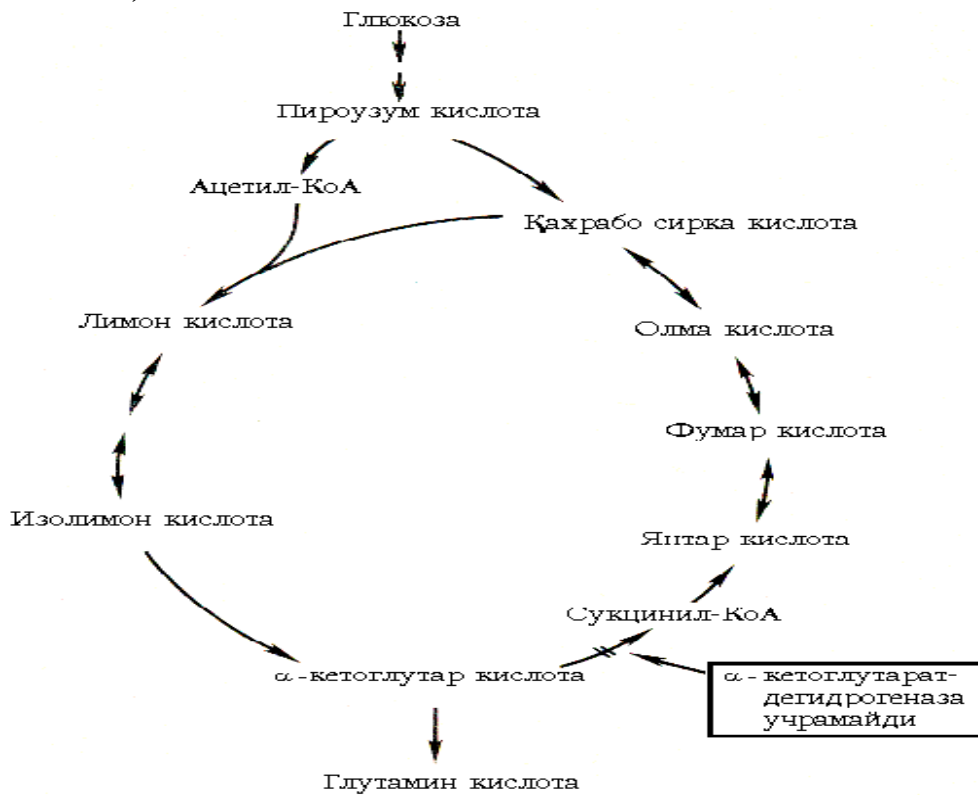 Глюкоза
Пироузум кислота
Ацетил-КоА
Қахрабо сирка кислота
Лимон кислота
Олма кислота
Фумар кислота
Изолимон кислота
Янтар кислота
Сукцинил-КоА
α-кетоглутар кислота
α- кетоглутарат-
дегидрогеназа
учрамайди
Глутамин кислота